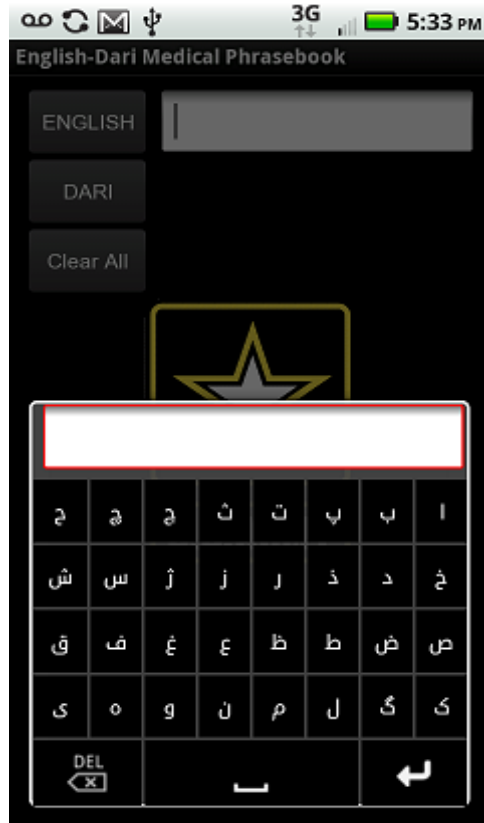 3G 5:33 PM
English-Dari Medical Phrasebook
ENGLISH
DARI
Clear All
ا ب پ ت ث ج چ ح
خ د ذ ر ز ژ س ش
ص ض ط ظ ع غ ف ق
ک گ ل م ن و ه ی
DEL